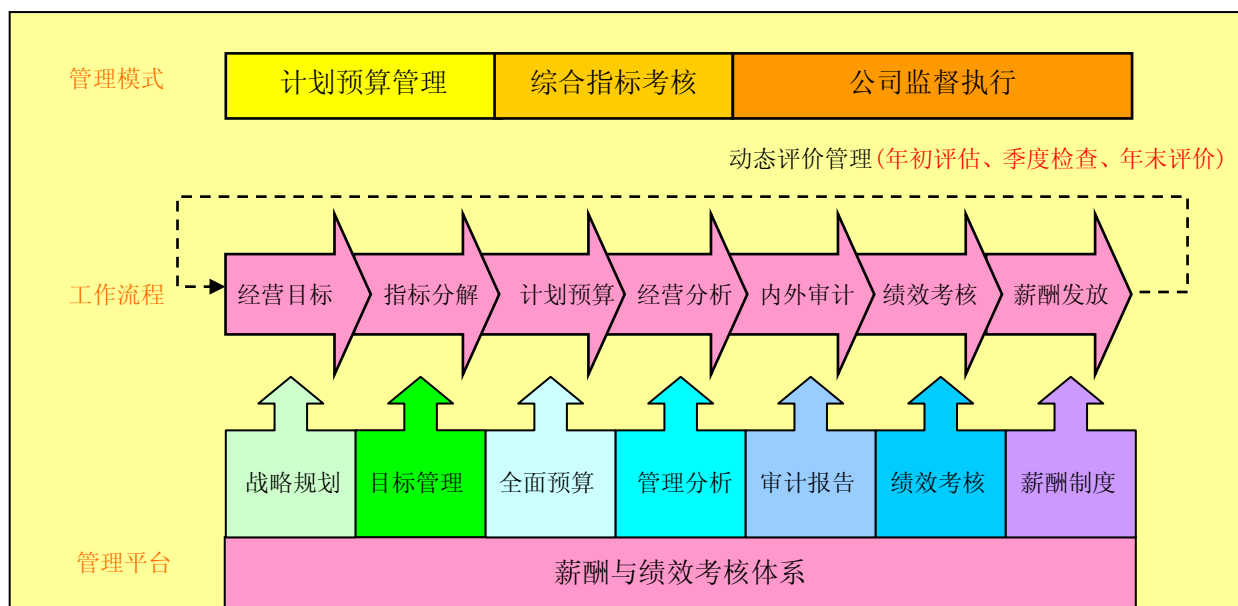 管理模式
计划预算管理
综合指标考核
公司监督执行
动态评价管理(年初评估、季度检查、年末评价)
工作流程
经营目标
指标分解
计划预算
经营分析
内外审计
绩效考核
薪酬发放
战略规划
目标管理
全面预算
管理分析
审计报告
绩效考核
薪酬制度
管理平台
薪酬与绩效考核体系